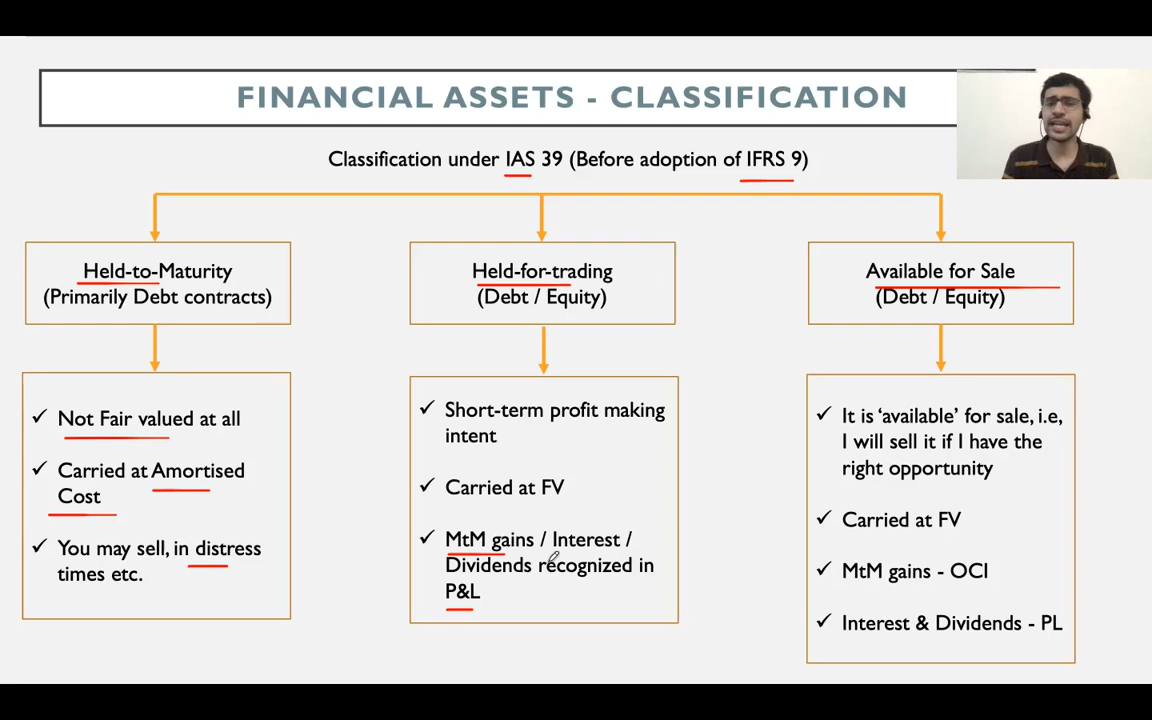 FINANCIAL ASSETS - CLASSIFICATION
Classification under IAS 39 (Before adoption of IFRS 9)
Held-to-Maturity
(Primarily Debt contracts)
Held-for-trading
(Debt / Equity)
Available for Sale
(Debt / Equity)
✓ Not Fair valued at all
✓ Carried at Amortised
Cost
✓ You may sell, in distress
times etc.
✓ Short-term profit making
intent
✓ Carried at FV
✓ MtM gains / Interest /
Dividends recognized in
P&L
✓ It is ‘available’ for sale, i.e,
I will sell it if I have the
right opportunity
✓ Carried at FV
✓ MtM gains - OCI
✓ Interest & Dividends - PL